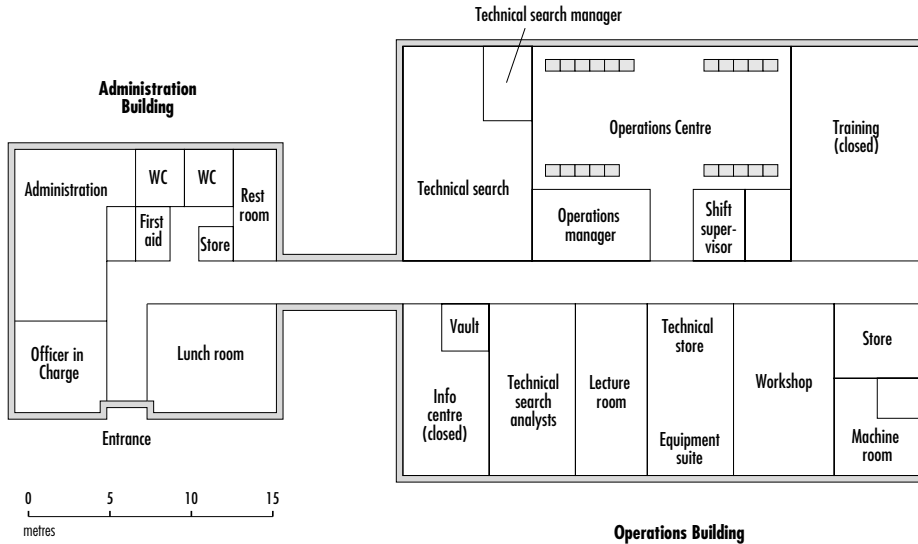 Technical search manager
Administration
Building
Operations Centre
Training
(closed)
Administration
WC
WC
Rest
room
Technical search
First
aid
Store
Operations
manager
Shift
super-
visor
Officer in
Charge
Lunch room
Vault
Technical
store
Store
Info
centre
(closed)
Technical
search
analysts
Lecture
room
Workshop
Equipment
suite
Machine
room
Entrance
0 5 10 15
metres
Operations Building